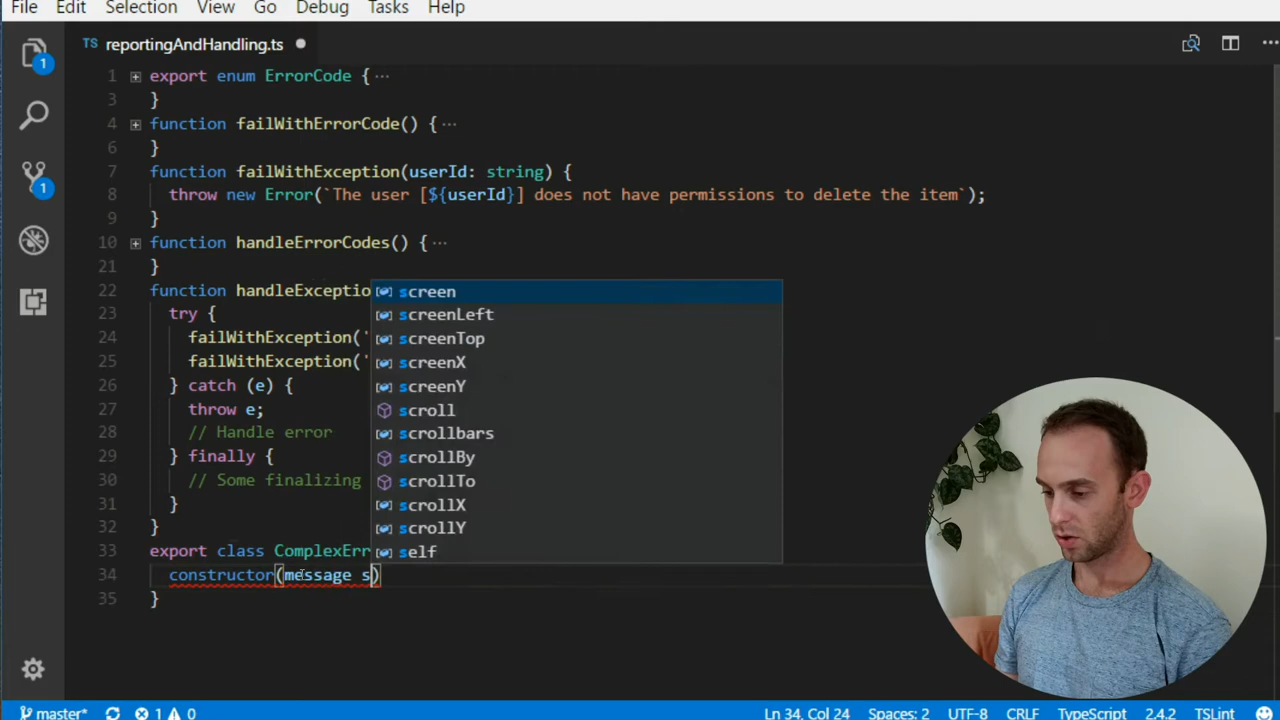 File Edit Selection View Go Debug Tasks Help
TS reportingAndHandling.ts
1 export enum ErrorCode { ...
3 }
4 function failWithErrorCode() { ...
6 }
7 function failWithException(userId: string) {
8 throw new Error(`The user [${userId}] does not have permissions to delete the item`);
9 }
10 function handleErrorCodes() { ...
21 }
22 function handleExceptio
23 try {
24 failWithException('
25 failWithException('
26 } catch (e) {
27 throw e;
28 // Handle error
29 } finally {
30 // Some finalizing
31 }
32 }
33 export class ComplexErr
34 constructor(message s)
35 }
screen
screenLeft
screenTop
screenX
screenY
scroll
scrollbars
scrollBy
scrollTo
scrollX
scrollY
self
1
1
master* 1 0 Ln 34, Col 24 Spaces: 2 UTF-8 CRLF TypeScript 2.4.2 TSLint